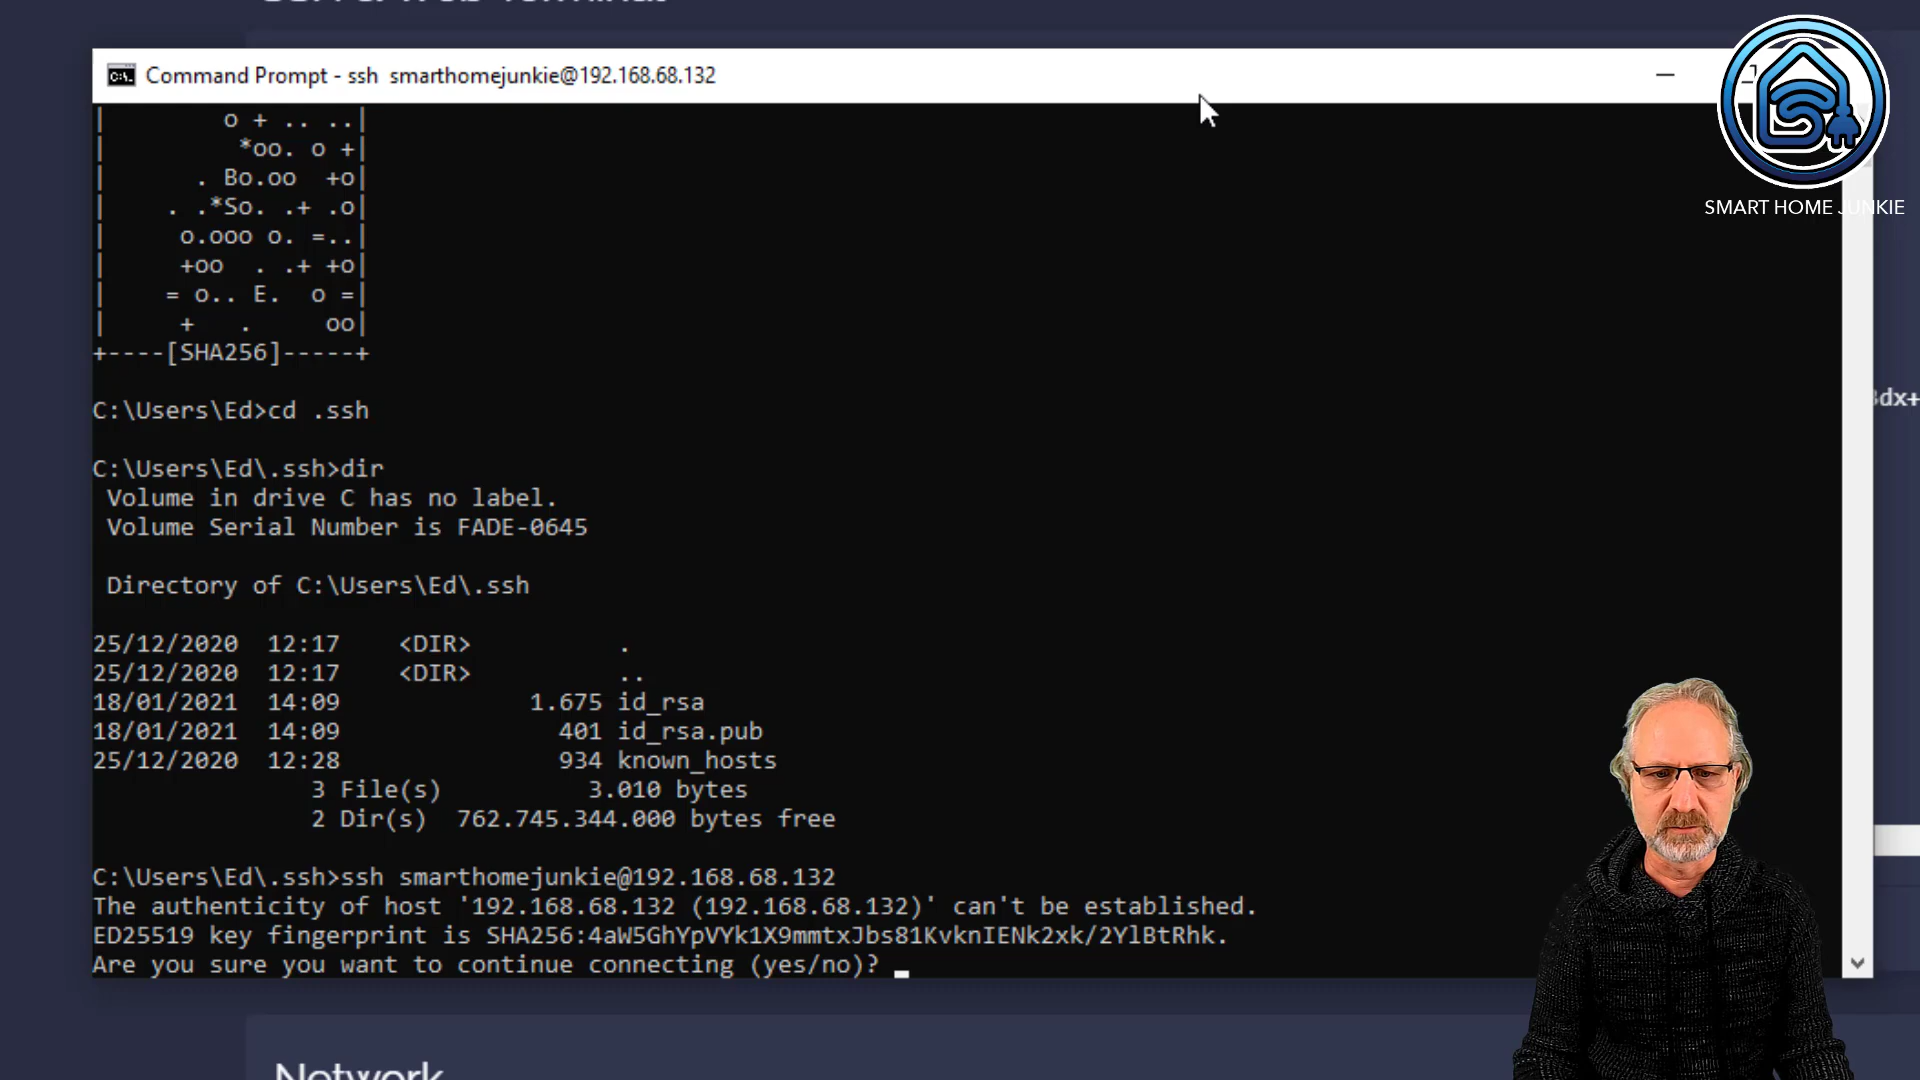 Command Prompt - ssh  smarthomejunkie@192.168.68.132
SMART HOME JUNKIE
|        o + .. ..|
|         *oo. o +|
|      . Bo.oo  +o|
|    . .*So. .+ .o|
|     o.ooo o. =..|
|     +oo  . .+ +o|
|    = o.. E.  o =|
|     +   .     oo|
+----[SHA256]-----+
C:\Users\Ed>cd .ssh
C:\Users\Ed\.ssh>dir
Volume in drive C has no label.
Volume Serial Number is FADE-0645
Directory of C:\Users\Ed\.ssh
25/12/2020  12:17    <DIR>          .
25/12/2020  12:17    <DIR>          ..
18/01/2021  14:09             1.675 id_rsa
18/01/2021  14:09               401 id_rsa.pub
25/12/2020  12:28               934 known_hosts
3 File(s)          3.010 bytes
2 Dir(s)  762.745.344.000 bytes free
C:\Users\Ed\.ssh>ssh smarthomejunkie@192.168.68.132
The authenticity of host '192.168.68.132 (192.168.68.132)' can't be established.
ED25519 key fingerprint is SHA256:4aW5GhYpVYk1X9mmtxJbs81KvknIENk2xk/2YlBtRhk.
Are you sure you want to continue connecting (yes/no)?
Network